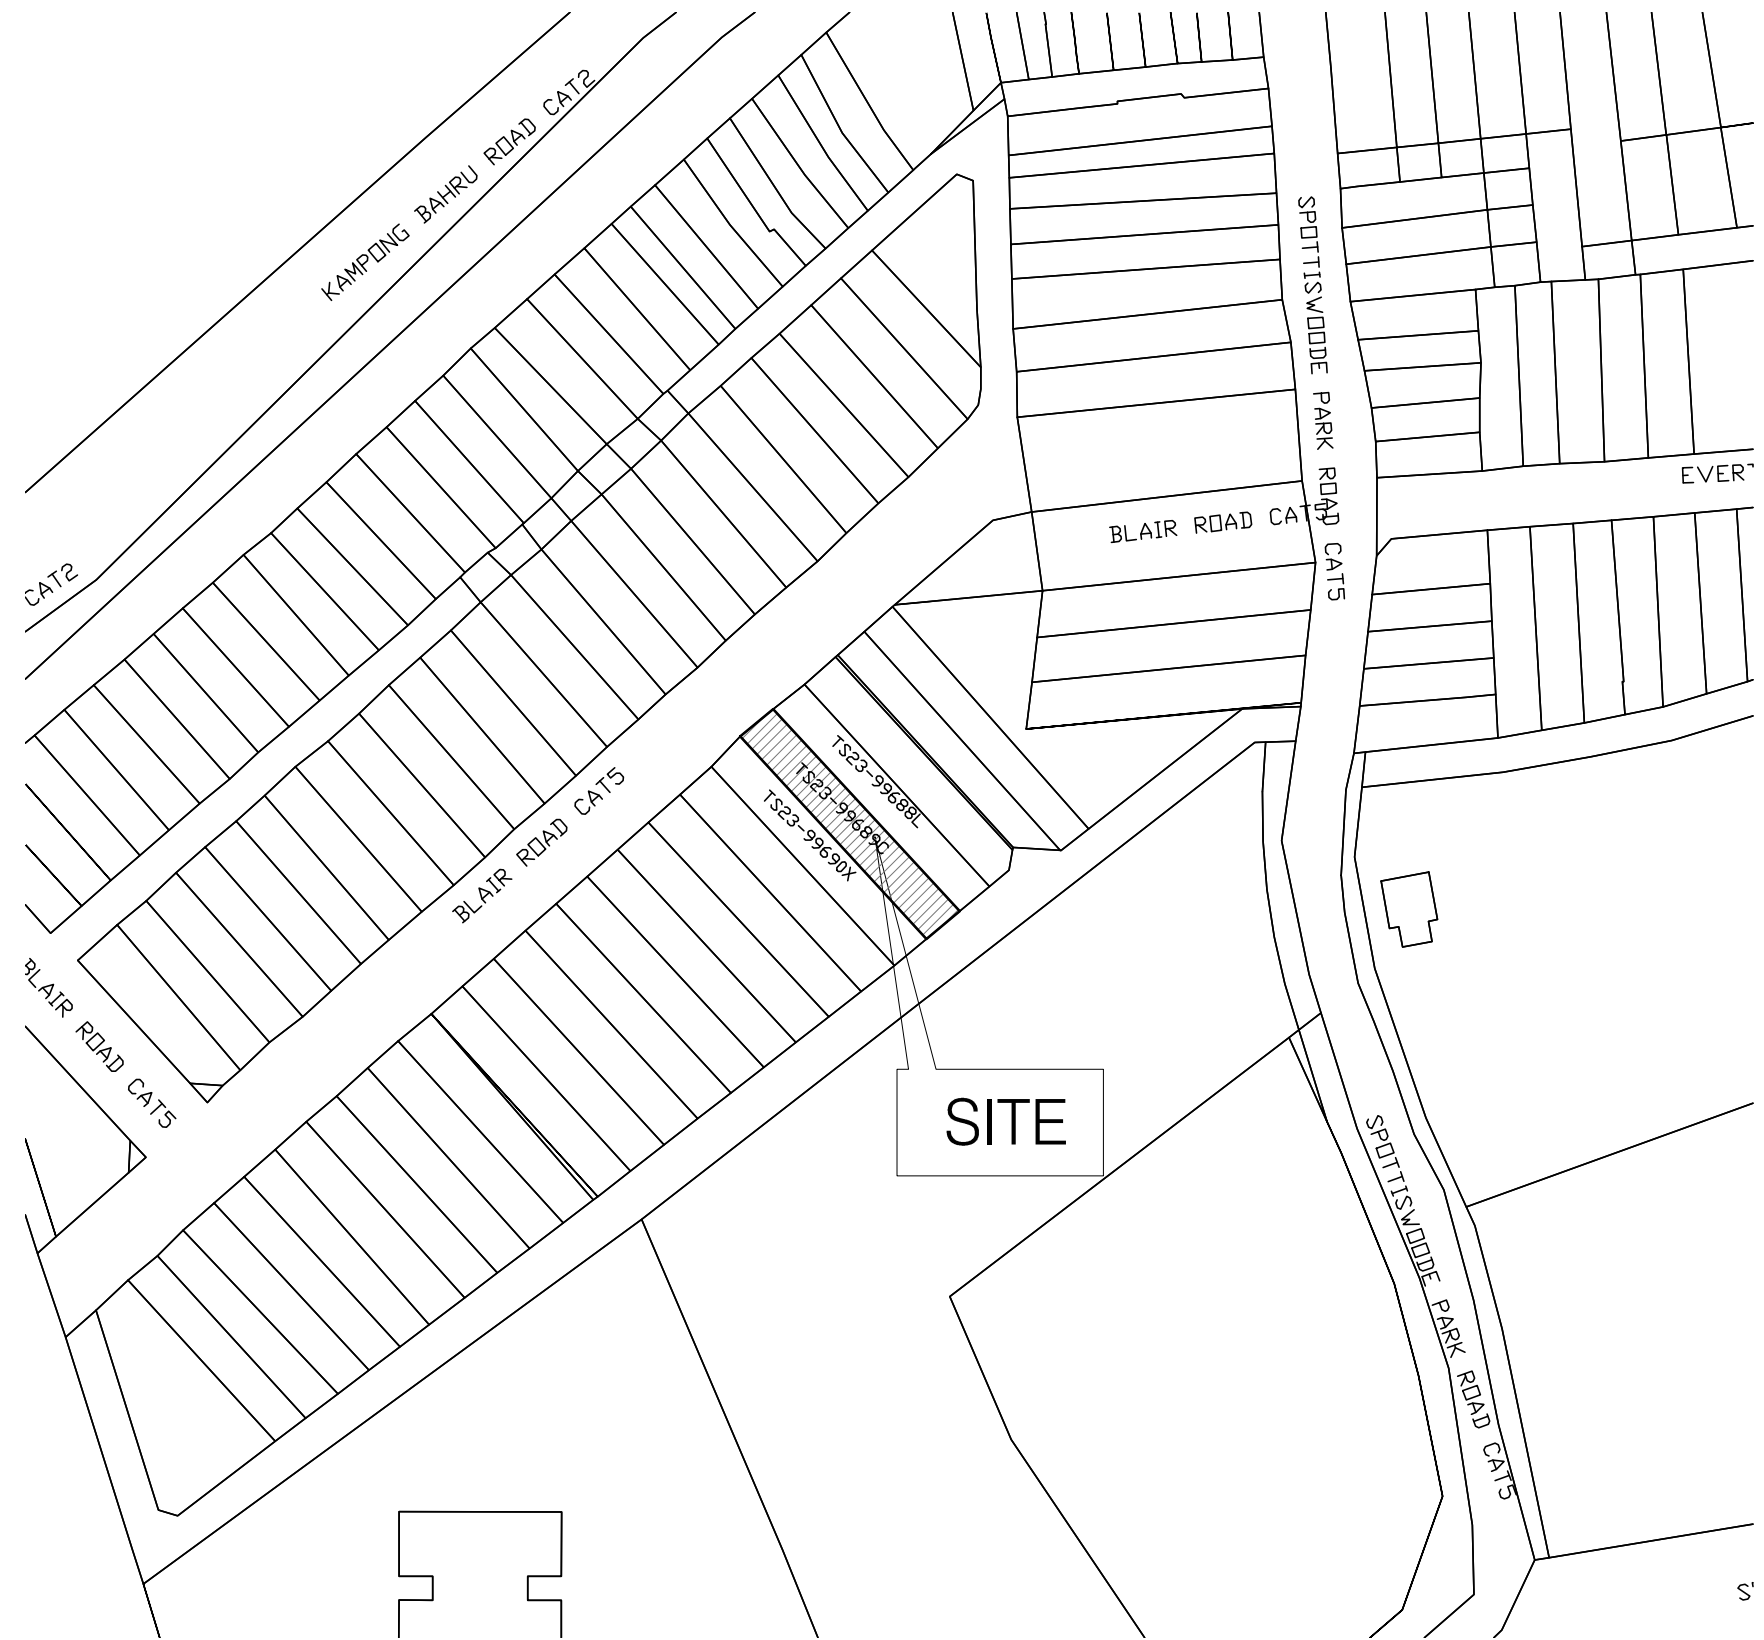 KAMPONG BAHRU ROAD CAT2
CAT2
SPOTTISWOODE PARK ROAD CAT5
BLAIR ROAD CAT5
TS23-99688L
TS23-99689C
TS23-99690X
BLAIR ROAD CAT5
BLAIR ROAD CAT5
SITE
SPOTTISWOODE PARK ROAD CAT5